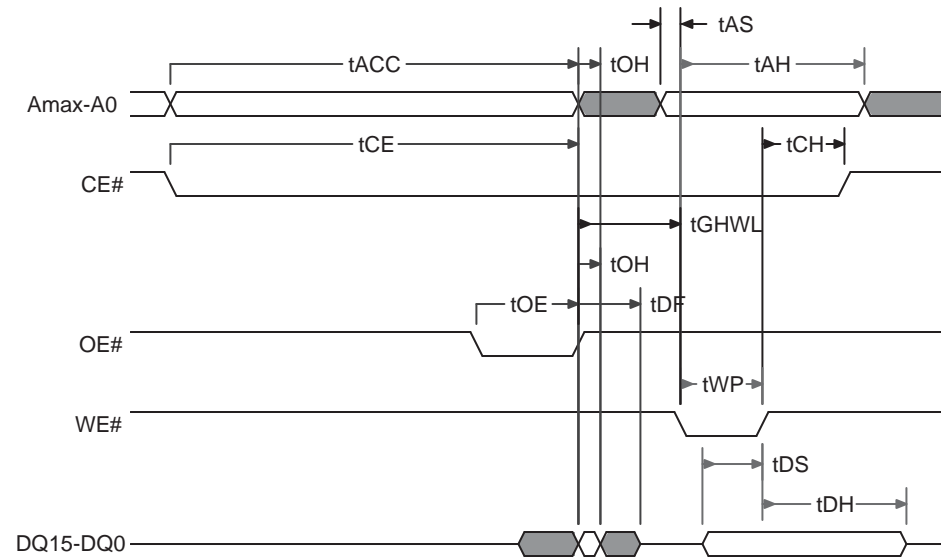 tAS
tACC
tOH
tAH
Amax-A0
tCE
tCH
CE#
tGHWL
tOH
tOE
tDF
OE#
tWP
WE#
tDS
tDH
DQ15-DQ0